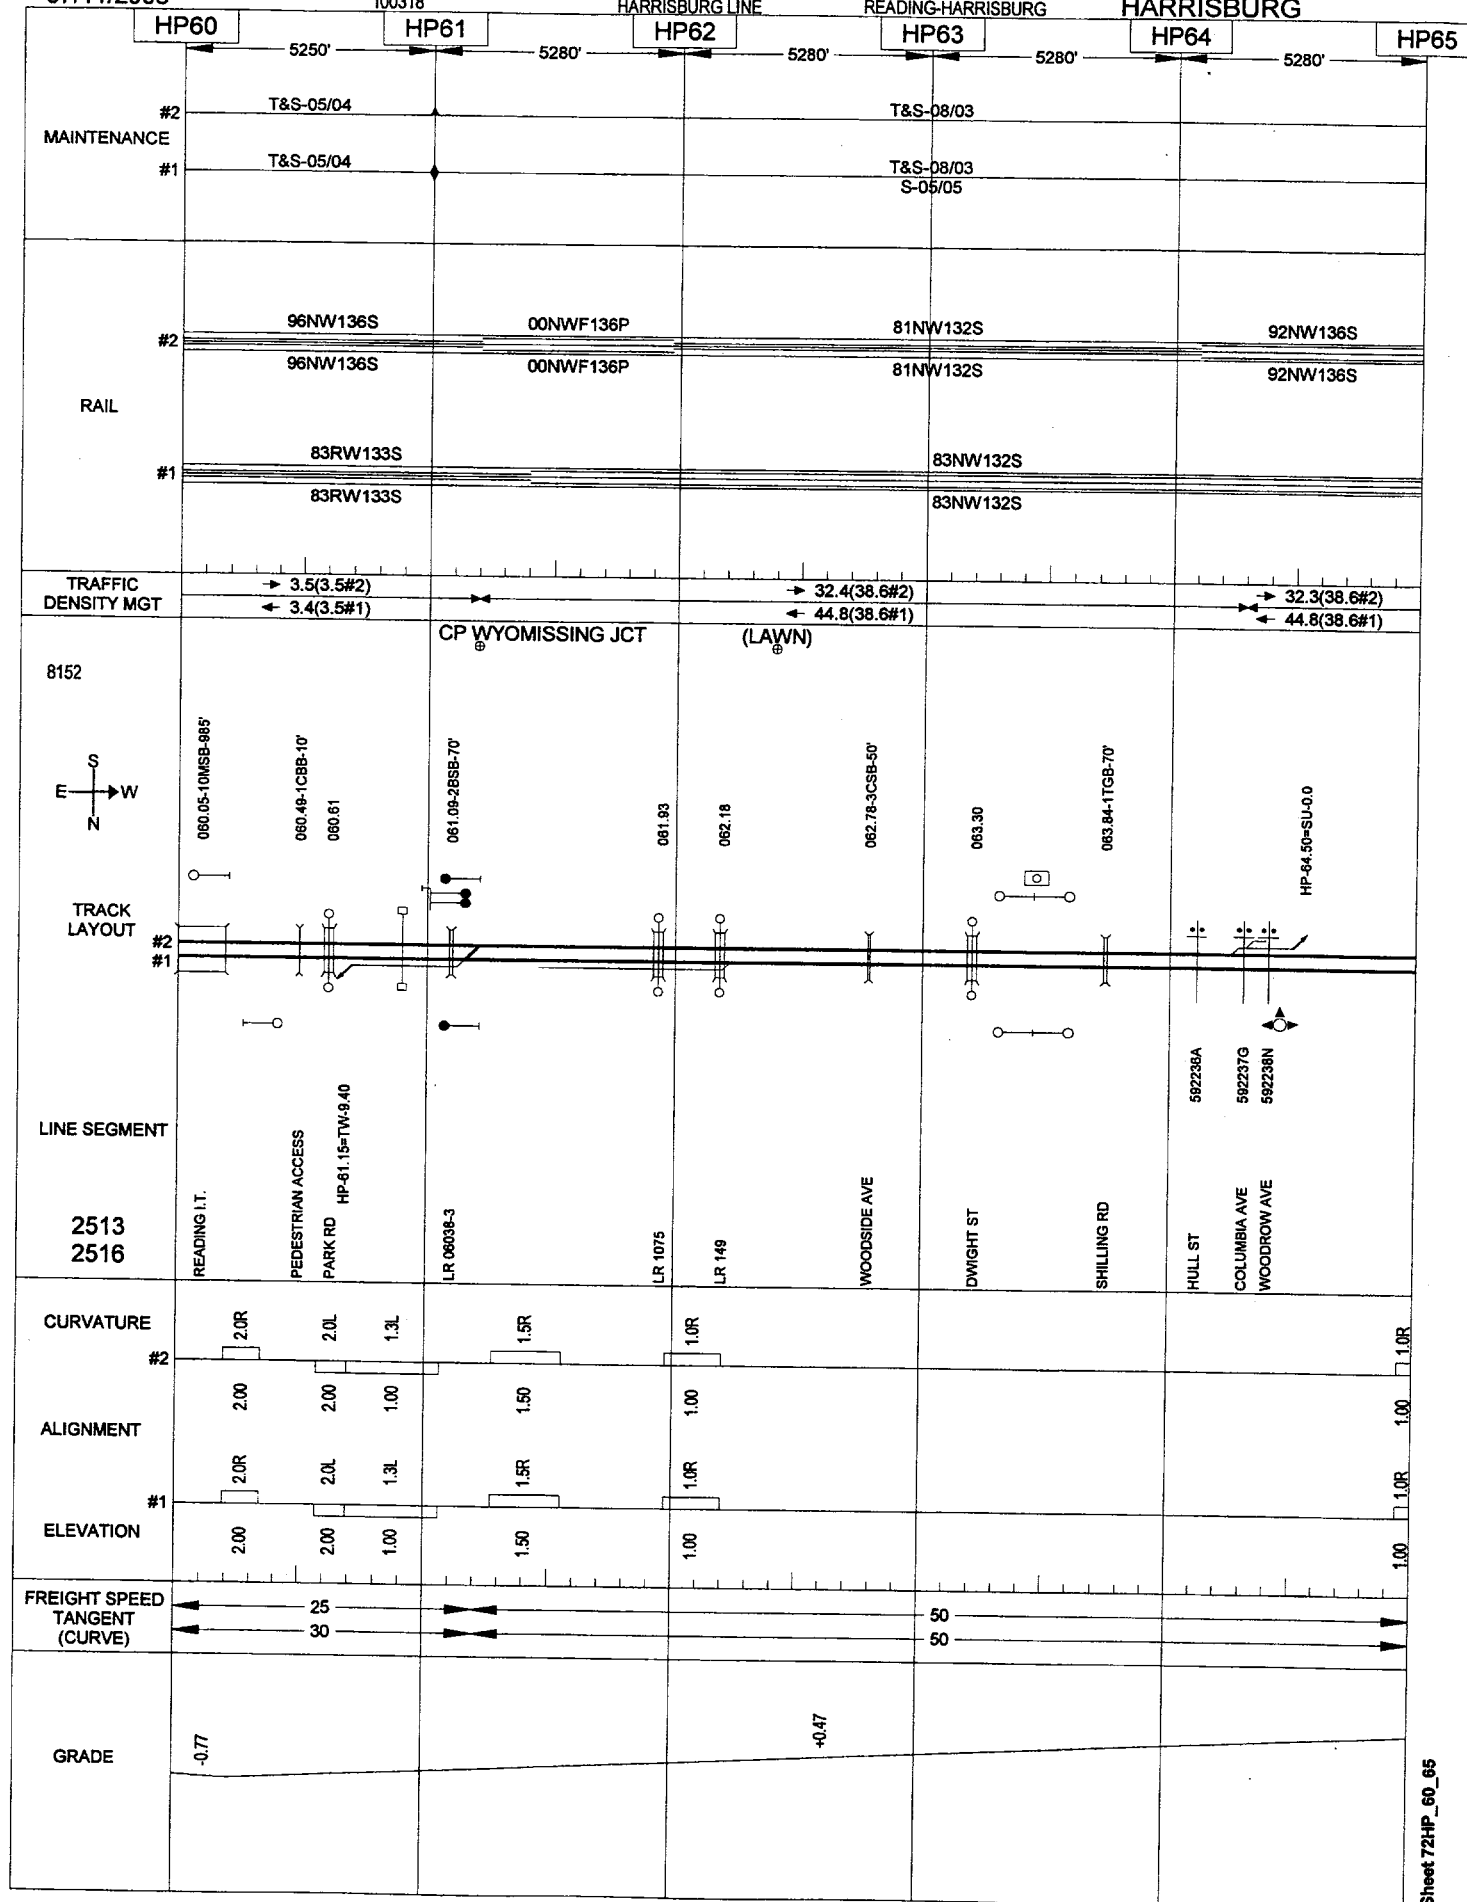 100318 HARRISBURG LINE READING-HARRISBURG HARRISBURG
HP60 HP61 HP62 HP63 HP64 HP65
5250' 5280' 5280' 5280' 5280'
MAINTENANCE
#2 T&S-05/04 T&S-08/03
#1 T&S-05/04 T&S-08/03
S-05/05
RAIL
#2
96NW136S 00NWF136P 81NW132S 92NW136S
96NW136S 00NWF136P 81NW132S 92NW136S
#1
83RW133S 83NW132S
83RW133S 83NW132S
TRAFFIC
DENSITY MGT
3.5(3.5#2) 32.4(38.6#2) 32.3(38.6#2)
3.4(3.5#1) 44.8(38.6#1) 44.8(38.6#1)
CP WYOMISSING JCT (LAWN)
8152
S
E W
N
060.05-10MSB-985'
060.49-1CBB-10'
060.61
061.09-2BSB-70'
061.93
062.18
062.78-3CSB-50'
063.30
063.84-1TGB-70'
HP-64.50=SU-0.0
TRACK
LAYOUT
#2
#1
592236A
592237G
592238N
LINE SEGMENT
2513
2516
READING I.T.
PEDESTRIAN ACCESS
PARK RD
HP-61.15=TW-9.40
LR 06038-3
LR 1075
LR 149
WOODSIDE AVE
DWIGHT ST
SHILLING RD
HULL ST
COLUMBIA AVE
WOODROW AVE
CURVATURE
#2
2.0R 2.0L 1.3L 1.5R 1.0R 1.0R
2.00 2.00 1.00 1.50 1.00 1.00
ALIGNMENT
#1
2.0R 2.0L 1.3L 1.5R 1.0R 1.0R
2.00 2.00 1.00 1.50 1.00 1.00
ELEVATION
FREIGHT SPEED
TANGENT
(CURVE)
25 50
30 50
GRADE
-0.77 +0.47
Sheet 72HP_60_65